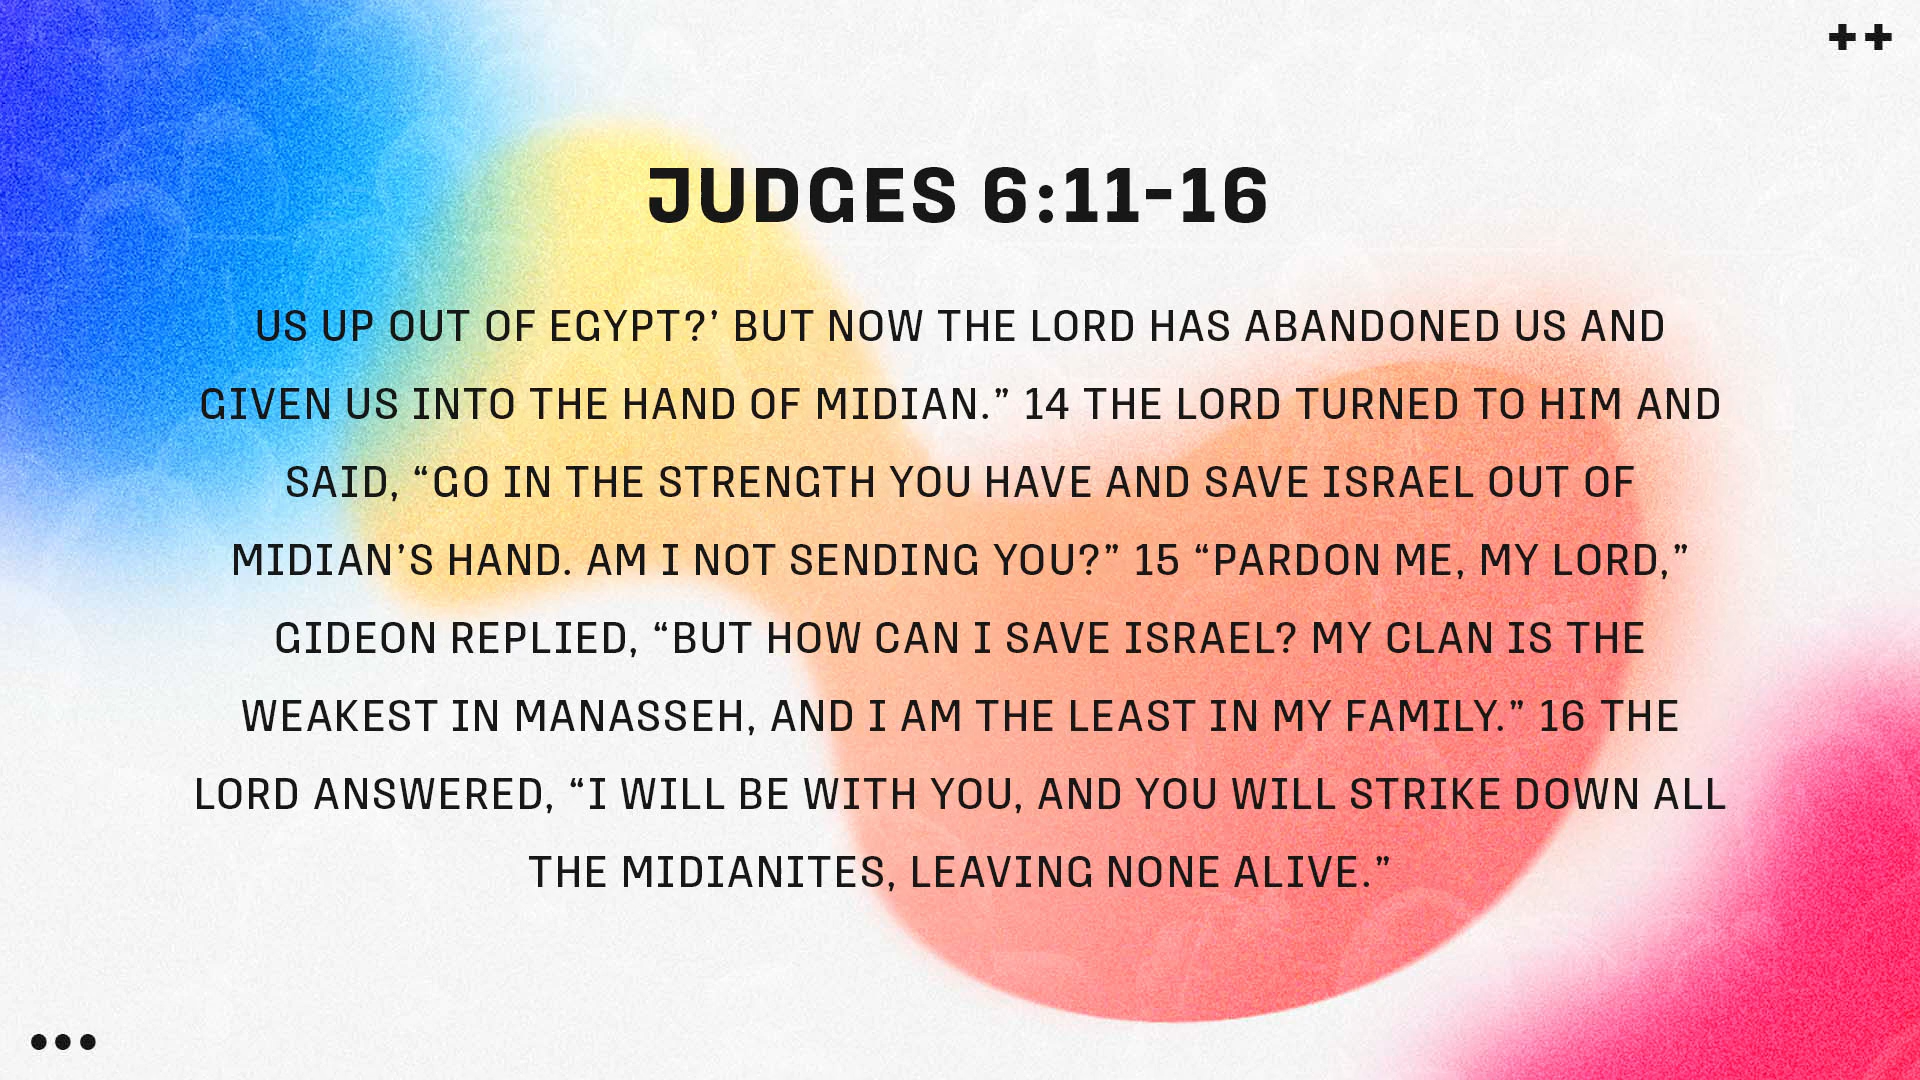 ++
JUDGES 6:11-16
US UP OUT OF EGYPT?’ BUT NOW THE LORD HAS ABANDONED US AND
GIVEN US INTO THE HAND OF MIDIAN.” 14 THE LORD TURNED TO HIM AND
SAID, “GO IN THE STRENGTH YOU HAVE AND SAVE ISRAEL OUT OF
MIDIAN’S HAND. AM I NOT SENDING YOU?” 15 “PARDON ME, MY LORD,”
GIDEON REPLIED, “BUT HOW CAN I SAVE ISRAEL? MY CLAN IS THE
WEAKEST IN MANASSEH, AND I AM THE LEAST IN MY FAMILY.” 16 THE
LORD ANSWERED, “I WILL BE WITH YOU, AND YOU WILL STRIKE DOWN ALL
THE MIDIANITES, LEAVING NONE ALIVE.”